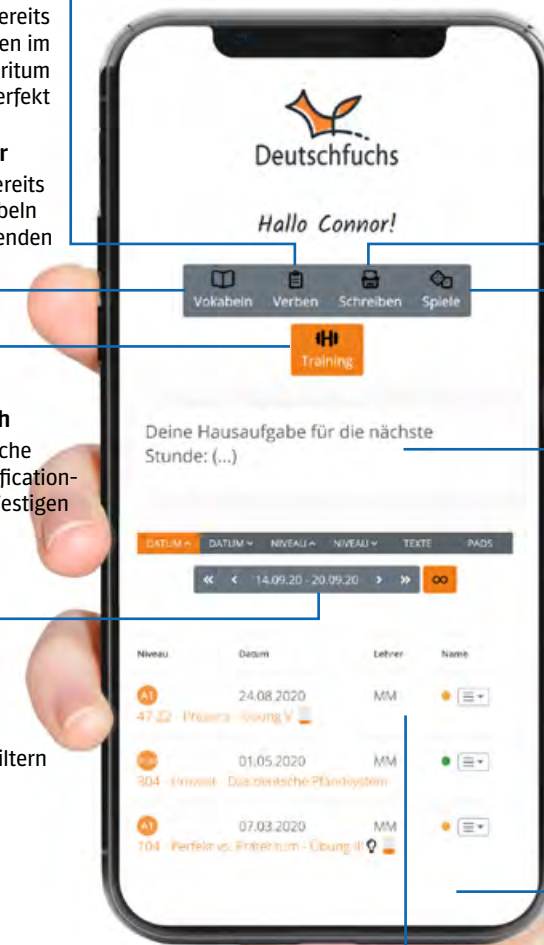 ereits
en im
ritum
erfekt
r
ereits
beln
enden
h
che
fication-
festigen
iltern
Deutschfuchs
Hallo Connor!
Vokabeln Verben Schreiben Spiele
Training
Deine Hausaufgabe für die nächste
Stunde: (...)
DATUM DATUM NIVEAU NIVEAU TEXTE PADS
« < 14.09.20 - 20.09.20 > » ∞
Niveau Datum Lehrer Name
A1 24.08.2020 MM
47.22 - Präsens - Übung V
01.05.2020 MM
304 - Umwelt - Das deutsche Pfandsystem
A1 07.03.2020 MM
104 - Perfekt vs. Präteritum - Übung III